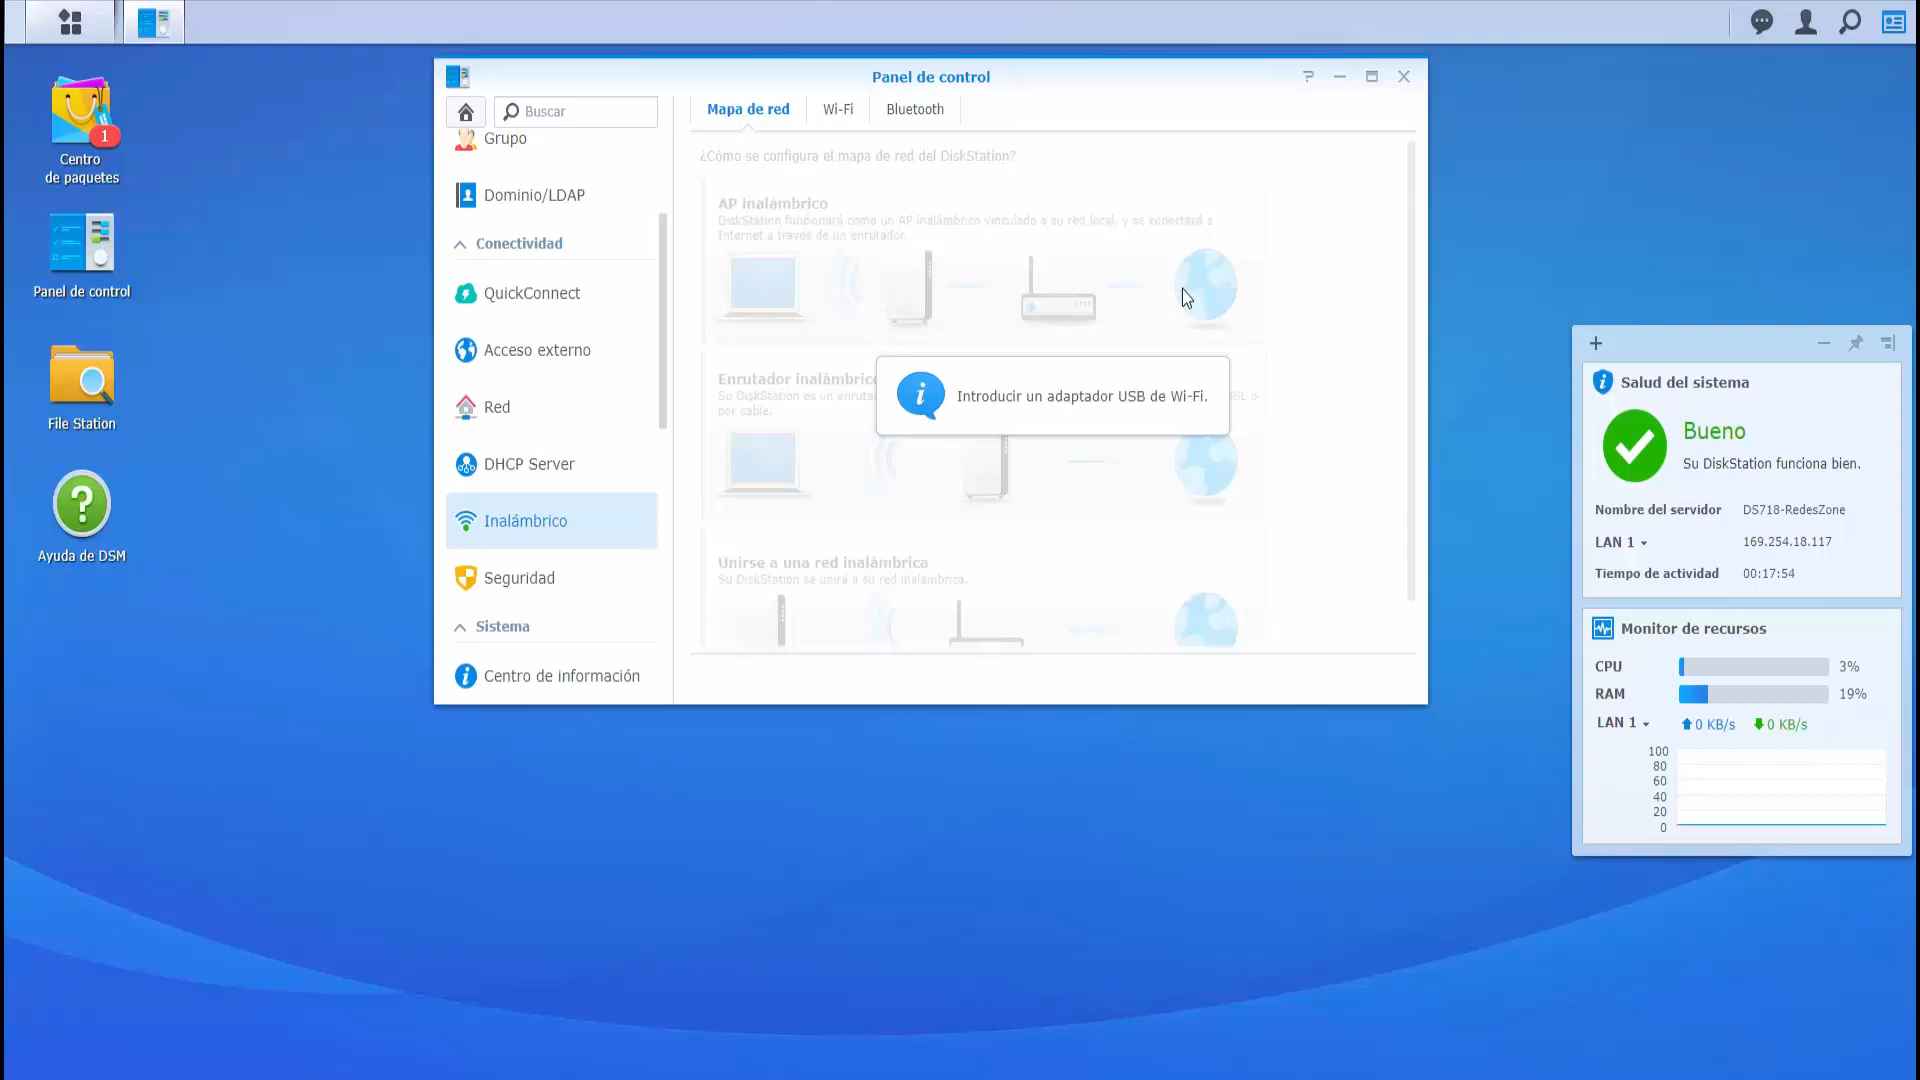 Panel de control
Buscar
Mapa de red
Wi-Fi
Bluetooth
Grupo
Dominio/LDAP
Conectividad
QuickConnect
Acceso externo
Red
DHCP Server
Inalámbrico
Seguridad
Sistema
Centro de información
¿Cómo se configura el mapa de red del DiskStation?
AP inalámbrico
DiskStation funcionará como un AP inalámbrico vinculado a su red local, y se conectará a
Internet a través de un enrutador.
Enrutador inalámbrico
Su DiskStation es un
por cable.
Introducir un adaptador USB de Wi-Fi.
Unirse a una red inalámbrica
Su DiskStation se unirá a su red inalámbrica.
1
Centro
de paquetes
Panel de control
File Station
Ayuda de DSM
Salud del sistema
Bueno
Su DiskStation funciona bien.
Nombre del servidor DS718-RedesZone
LAN 1 169.254.18.117
Tiempo de actividad 00:17:54
Monitor de recursos
CPU 3%
RAM 19%
LAN 1 0 KB/s 0 KB/s
100
80
60
40
20
0